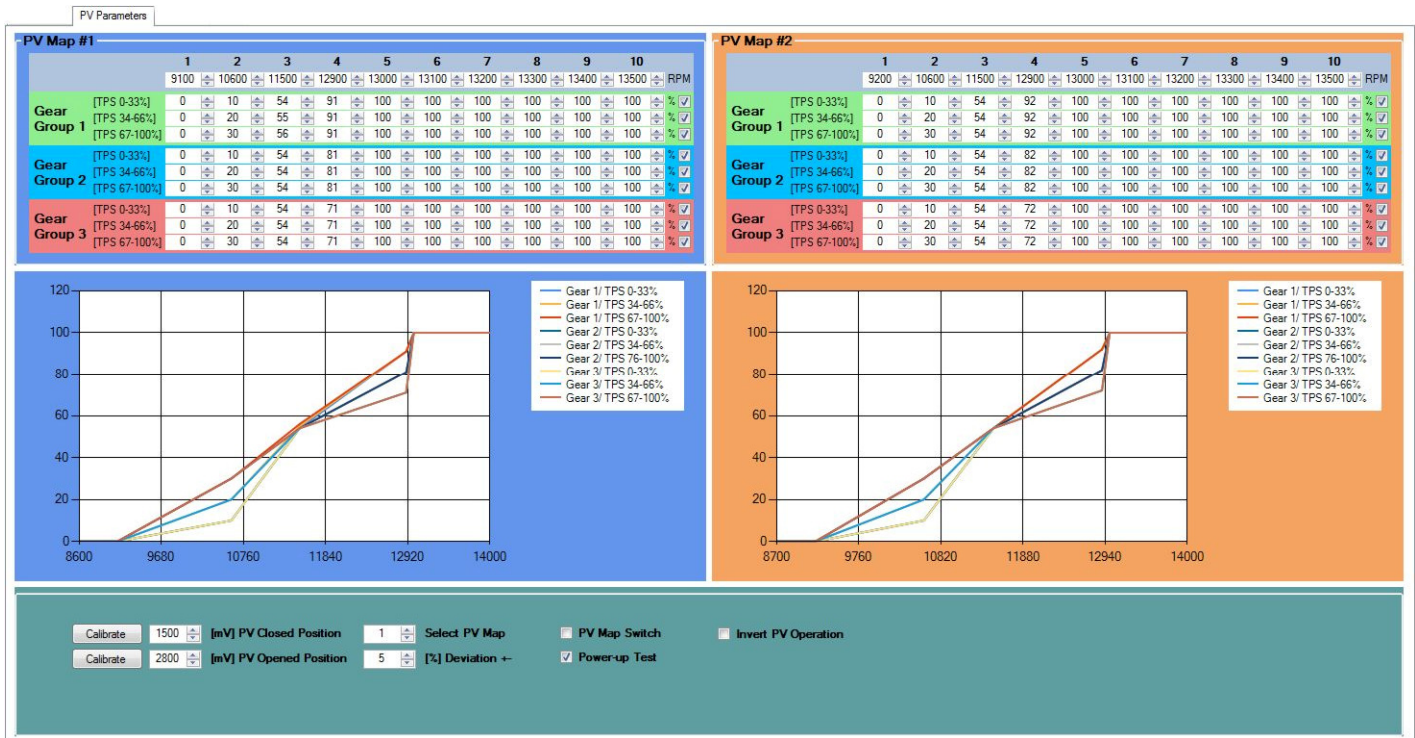 PV Parameters
PV Map #1
1 2 3 4 5 6 7 8 9 10
9100 10600 11500 12900 13000 13100 13200 13300 13400 13500 RPM
Gear Group 1
[TPS 0-33%] 0 10 54 91 100 100 100 100 100 100 %
[TPS 34-66%] 0 20 55 91 100 100 100 100 100 100 %
[TPS 67-100%] 0 30 56 91 100 100 100 100 100 100 %
Gear Group 2
[TPS 0-33%] 0 10 54 81 100 100 100 100 100 100 %
[TPS 34-66%] 0 20 54 81 100 100 100 100 100 100 %
[TPS 67-100%] 0 30 54 81 100 100 100 100 100 100 %
Gear Group 3
[TPS 0-33%] 0 10 54 71 100 100 100 100 100 100 %
[TPS 34-66%] 0 20 54 71 100 100 100 100 100 100 %
[TPS 67-100%] 0 30 54 71 100 100 100 100 100 100 %
PV Map #2
1 2 3 4 5 6 7 8 9 10
9200 10600 11500 12900 13000 13100 13200 13300 13400 13500 RPM
Gear Group 1
[TPS 0-33%] 0 10 54 92 100 100 100 100 100 100 %
[TPS 34-66%] 0 20 54 92 100 100 100 100 100 100 %
[TPS 67-100%] 0 30 54 92 100 100 100 100 100 100 %
Gear Group 2
[TPS 0-33%] 0 10 54 82 100 100 100 100 100 100 %
[TPS 34-66%] 0 20 54 82 100 100 100 100 100 100 %
[TPS 67-100%] 0 30 54 82 100 100 100 100 100 100 %
Gear Group 3
[TPS 0-33%] 0 10 54 72 100 100 100 100 100 100 %
[TPS 34-66%] 0 20 54 72 100 100 100 100 100 100 %
[TPS 67-100%] 0 30 54 72 100 100 100 100 100 100 %
120
100
80
60
40
20
0
8600 9680 10760 11840 12920 14000
Gear 1/ TPS 0-33%
Gear 1/ TPS 34-66%
Gear 1/ TPS 67-100%
Gear 2/ TPS 0-33%
Gear 2/ TPS 34-66%
Gear 2/ TPS 76-100%
Gear 3/ TPS 0-33%
Gear 3/ TPS 34-66%
Gear 3/ TPS 67-100%
120
100
80
60
40
20
0
8700 9760 10820 11880 12940 14000
Gear 1/ TPS 0-33%
Gear 1/ TPS 34-66%
Gear 1/ TPS 67-100%
Gear 2/ TPS 0-33%
Gear 2/ TPS 34-66%
Gear 2/ TPS 76-100%
Gear 3/ TPS 0-33%
Gear 3/ TPS 34-66%
Gear 3/ TPS 67-100%
Calibrate 1500 [mV] PV Closed Position 1 Select PV Map PV Map Switch Invert PV Operation
Calibrate 2800 [mV] PV Opened Position 5 [%] Deviation +- Power-up Test